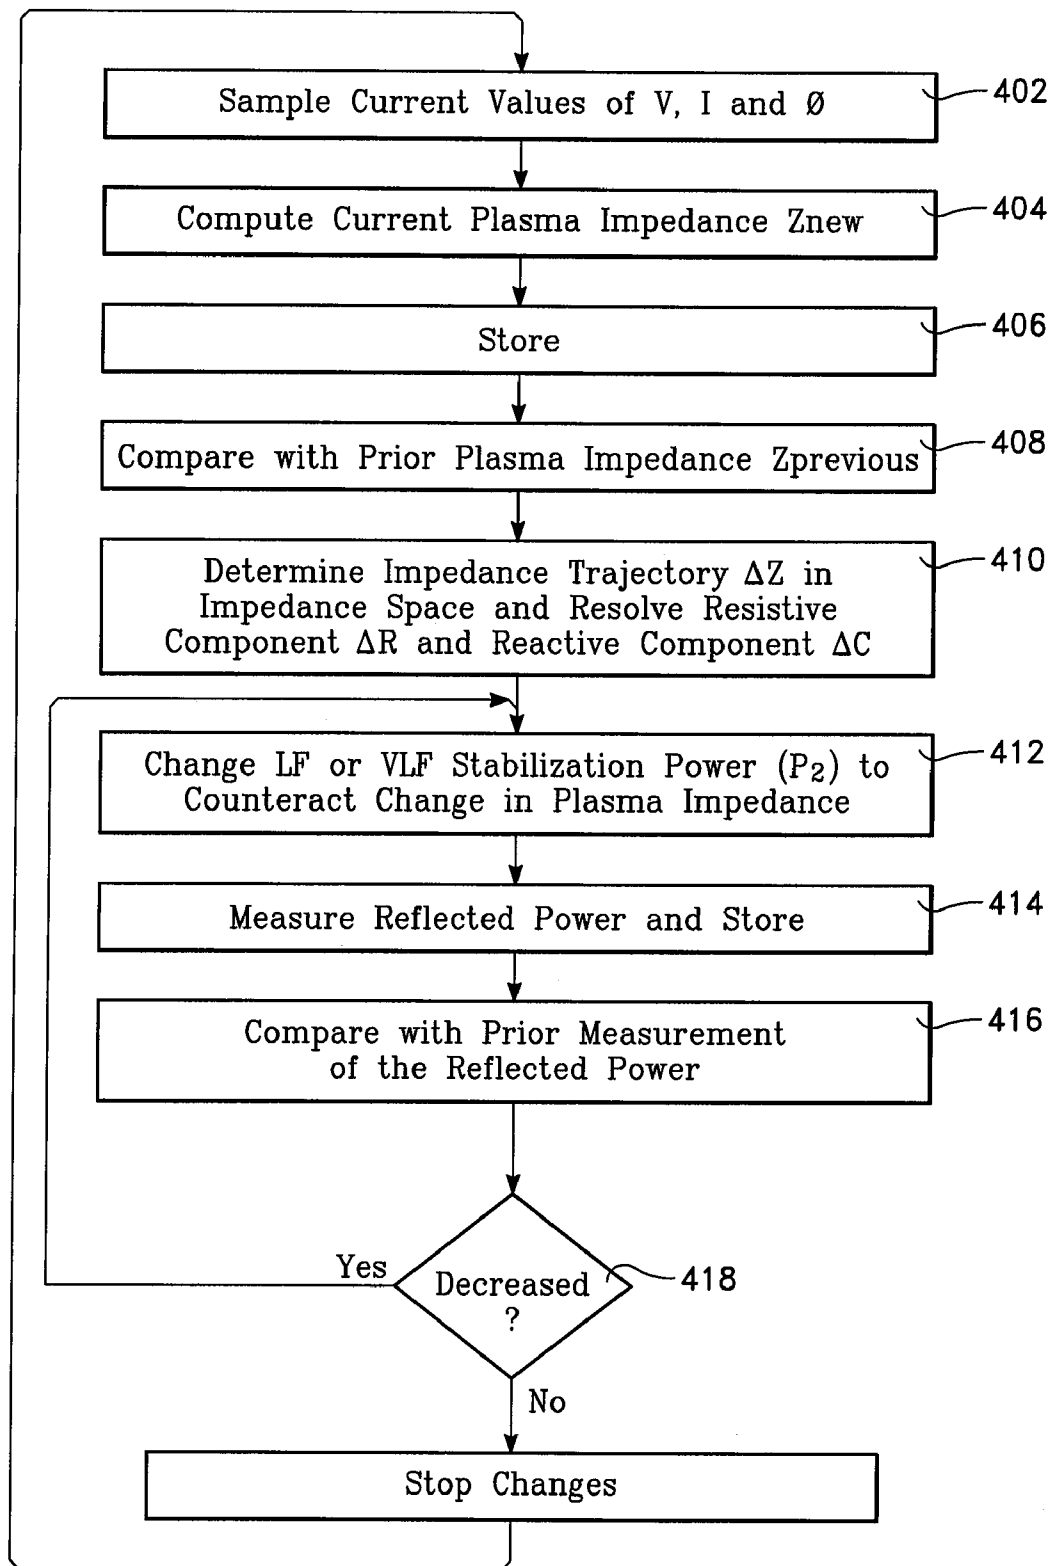 Sample Current Values of V, I and Ø
402
Compute Current Plasma Impedance Znew
404
Store
406
Compare with Prior Plasma Impedance Zprevious
408
Determine Impedance Trajectory ΔZ in
Impedance Space and Resolve Resistive
Component ΔR and Reactive Component ΔC
410
Change LF or VLF Stabilization Power (P2) to
Counteract Change in Plasma Impedance
412
Measure Reflected Power and Store
414
Compare with Prior Measurement
of the Reflected Power
416
Yes
Decreased
?
418
No
Stop Changes